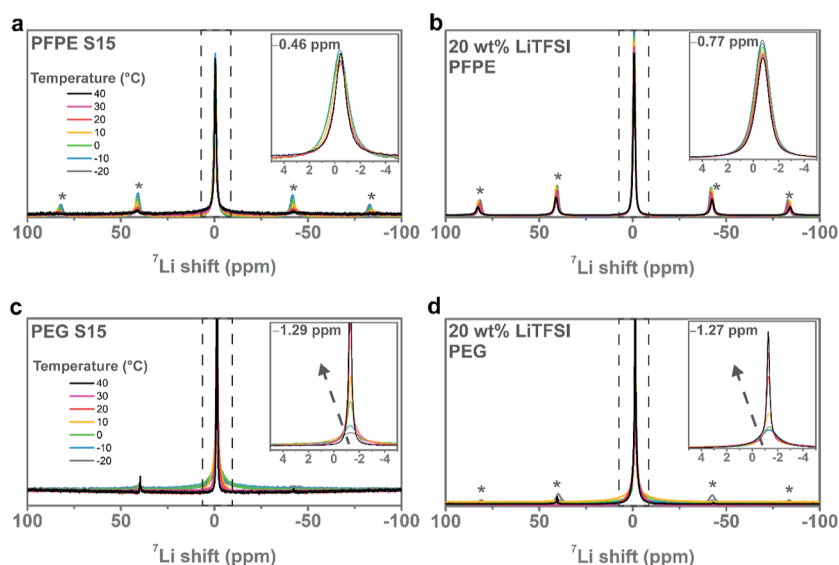 a
PFPE S15
Temperature (°C)
40
30
20
10
0
-10
-20
–0.46 ppm
4 2 0 -2 -4
* * * *
100 50 0 -50 -100
⁷Li shift (ppm)
b
20 wt% LiTFSI
PFPE
–0.77 ppm
4 2 0 -2 -4
* * * *
100 50 0 -50 -100
⁷Li shift (ppm)
c
PEG S15
Temperature (°C)
40
30
20
10
0
-10
-20
–1.29 ppm
4 2 0 -2 -4
100 50 0 -50 -100
⁷Li shift (ppm)
d
20 wt% LiTFSI
PEG
–1.27 ppm
4 2 0 -2 -4
* * * *
100 50 0 -50 -100
⁷Li shift (ppm)